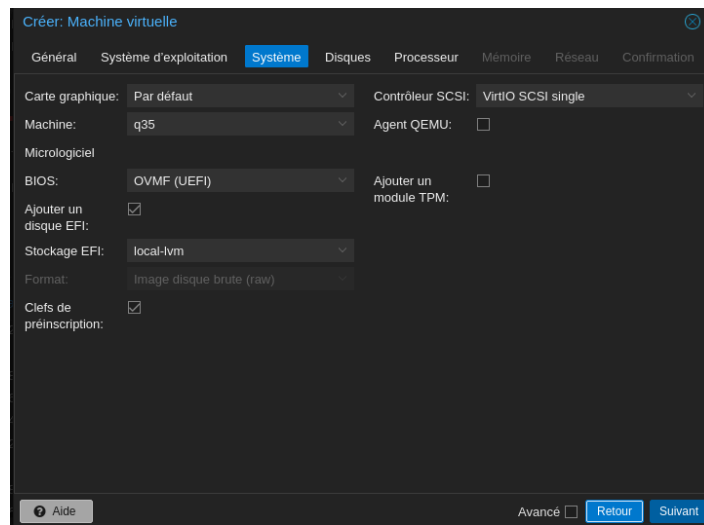 Créer: Machine virtuelle
Général Système d'exploitation Système Disques Processeur Mémoire Réseau Confirmation
Carte graphique: Par défaut Contrôleur SCSI: VirtIO SCSI single
Machine: q35 Agent QEMU:
Micrologiciel
BIOS: OVMF (UEFI) Ajouter un
module TPM:
Ajouter un
disque EFI:
Stockage EFI: local-lvm
Format: Image disque brute (raw)
Clefs de
préinscription:
Aide Avancé Retour Suivant